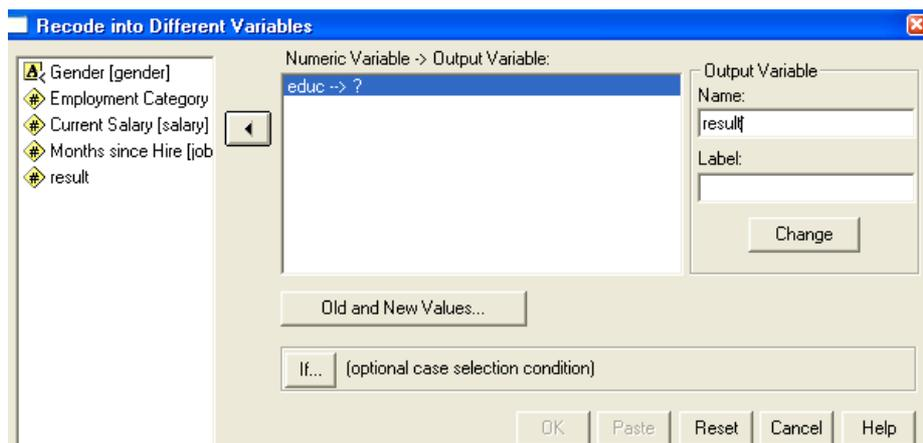 Recode into Different Variables
Gender [gender]
Employment Category
Current Salary [salary]
Months since Hire [job
result
Numeric Variable -> Output Variable:
educ --> ?
Output Variable
Name:
result
Label:
Change
Old and New Values...
If...
(optional case selection condition)
OK
Paste
Reset
Cancel
Help